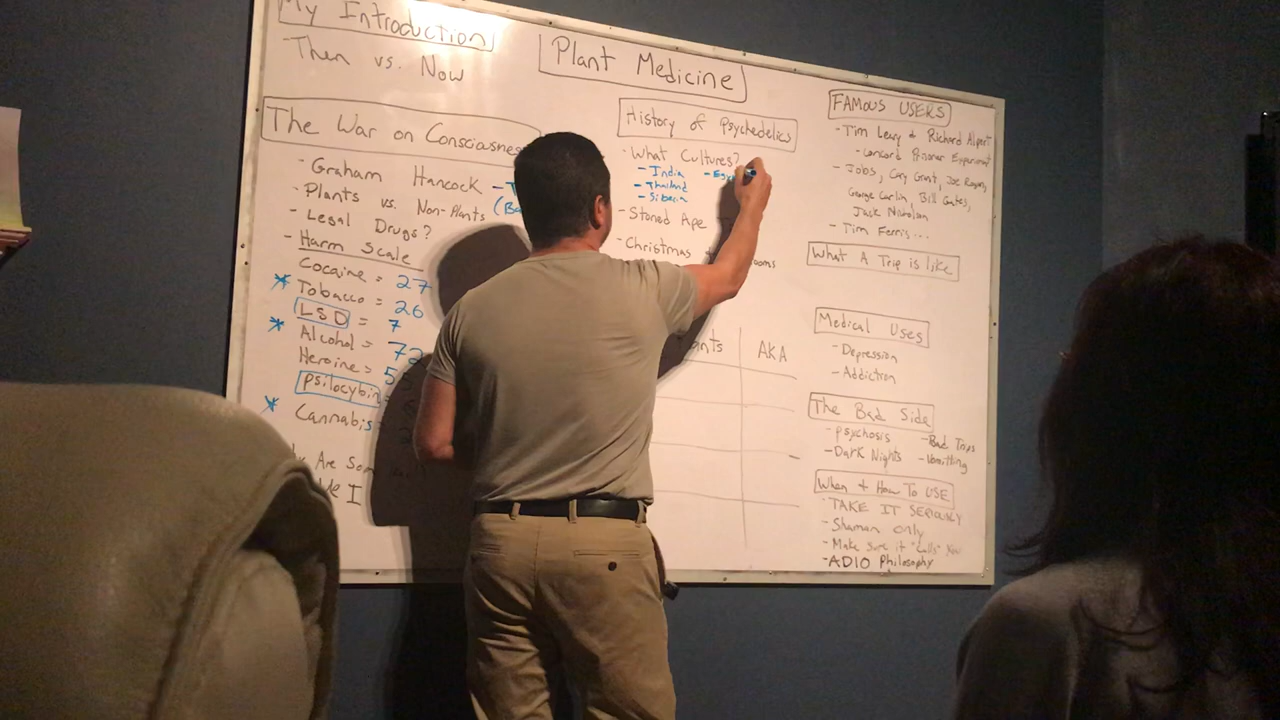 My Introduction
- Then vs. Now
The War on Consciousness
- Graham Hancock -
- Plants vs. Non-Plants
- Legal Drugs?
- Harm Scale
Cocaine = 27
* Tobacco = 26
LSD = 7
* Alcohol = 72
Heroine = 5
Psilocybin
* Cannabis
Are Som
I
Plant Medicine
History of Psychedelics
- What Cultures?
- India
- Thailand
- Siberia
- Stoned Ape
- Christmas
AKA
FAMOUS USERS
- Tim Leary & Richard Alpert
- Concord Prisoner Experiment
- Jobs, Cary Grant, Joe Rogan,
George Carlin, Bill Gates,
Jack Nicholson
- Tim Ferris...
What A Trip is like
Medical Uses
- Depression
- Addiction
The Bad Side
- psychosis - Bad Trips
- Dark Nights - Vomitting
When & How To USE
- TAKE IT SERIOUSLY
- Shaman only
- Make sure it "calls" You
- ADIO Philosophy